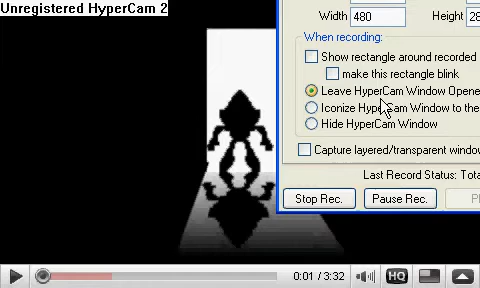 Unregistered HyperCam 2
Width 480 Height
When recording:
Show rectangle around recorded
make this rectangle blink
Leave HyperCam Window Opene
Iconize HyperCam Window to the
Hide HyperCam Window
Capture layered/transparent window
Last Record Status: Tota
Stop Rec. Pause Rec.
0:01 / 3:32 HQ